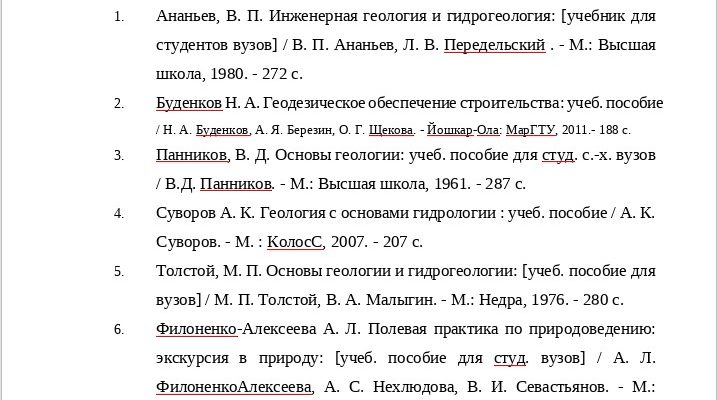 1. Ананьев, В. П. Инженерная геология и гидрогеология: [учебник для
студентов вузов] / В. П. Ананьев, Л. В. Передельский . - М.: Высшая
школа, 1980. - 272 с.
2. Буденков Н. А. Геодезическое обеспечение строительства: учеб. пособие
/ Н. А. Буденков, А. Я. Березин, О. Г. Щекова. - Йошкар-Ола: МарГТУ, 2011.- 188 с.
3. Панников, В. Д. Основы геологии: учеб. пособие для студ. с.-х. вузов
/ В.Д. Панников. - М.: Высшая школа, 1961. - 287 с.
4. Суворов А. К. Геология с основами гидрологии : учеб. пособие / А. К.
Суворов. - М. : КолосС, 2007. - 207 с.
5. Толстой, М. П. Основы геологии и гидрогеологии: [учеб. пособие для
вузов] / М. П. Толстой, В. А. Малыгин. - М.: Недра, 1976. - 280 с.
6. Филоненко-Алексеева А. Л. Полевая практика по природоведению:
экскурсия в природу: [учеб. пособие для студ. вузов] / А. Л.
ФилоненкоАлексеева, А. С. Нехлюдова, В. И. Севастьянов. - М.: